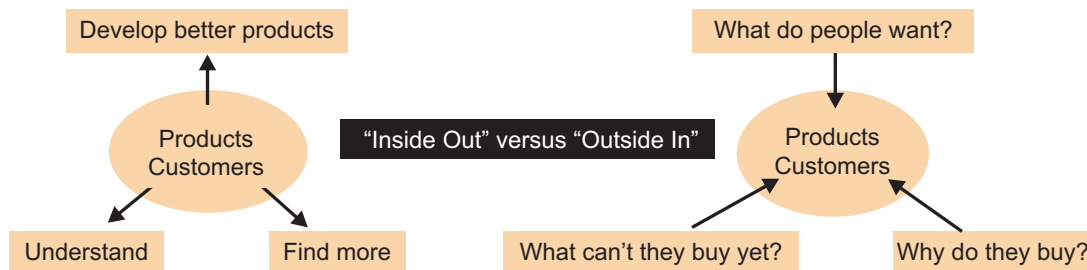 Develop better products
What do people want?
Products
Customers
“Inside Out” versus “Outside In”
Products
Customers
Understand
Find more
What can’t they buy yet?
Why do they buy?